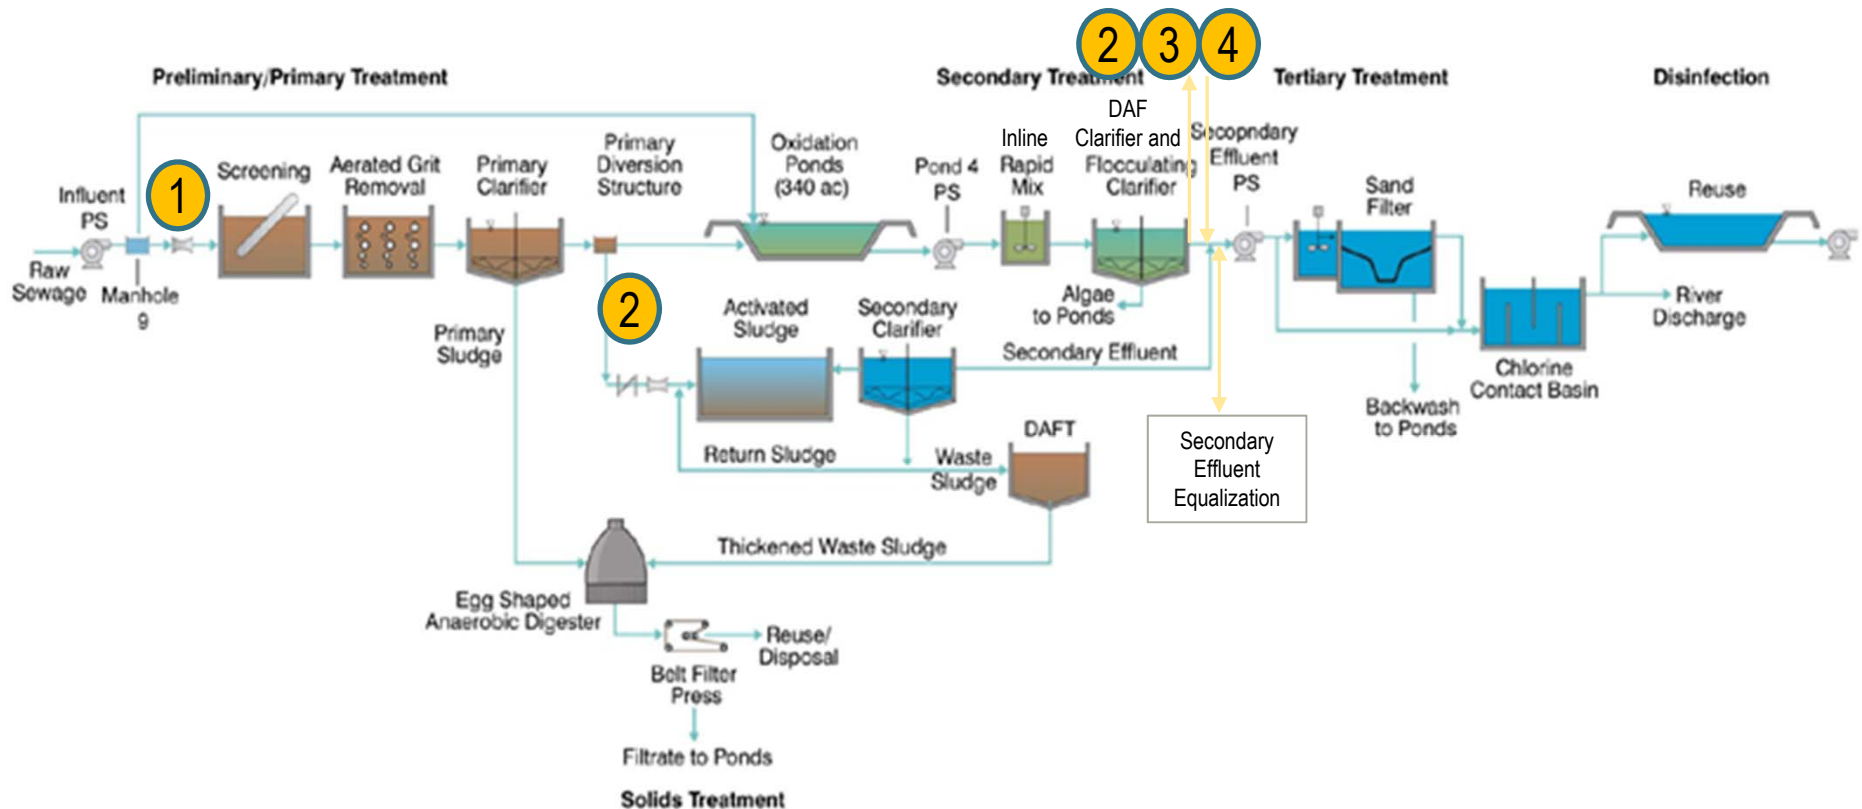 2 3 4
Preliminary/Primary Treatment
Secondary Treatment
Tertiary Treatment
Disinfection
Influent
PS
1
Screening
Aerated Grit
Removal
Primary
Clarifier
Primary
Diversion
Structure
Oxidation
Ponds
(340 ac)
Pond 4
PS
Inline
Rapid
Mix
DAF
Clarifier and
Flocculating
Clarifier
Secopndary
Effluent
PS
Sand
Filter
Reuse
Raw
Sewage
Manhole
9
2
Primary
Sludge
Activated
Sludge
Secondary
Clarifier
Algae
to Ponds
Secondary Effluent
River
Discharge
Chlorine
Contact Basin
Backwash
to Ponds
Return Sludge
Waste
Sludge
DAFT
Secondary
Effluent
Equalization
Thickened Waste Sludge
Egg Shaped
Anaerobic Digester
Reuse/
Disposal
Belt Filter
Press
Filtrate to Ponds
Solids Treatment